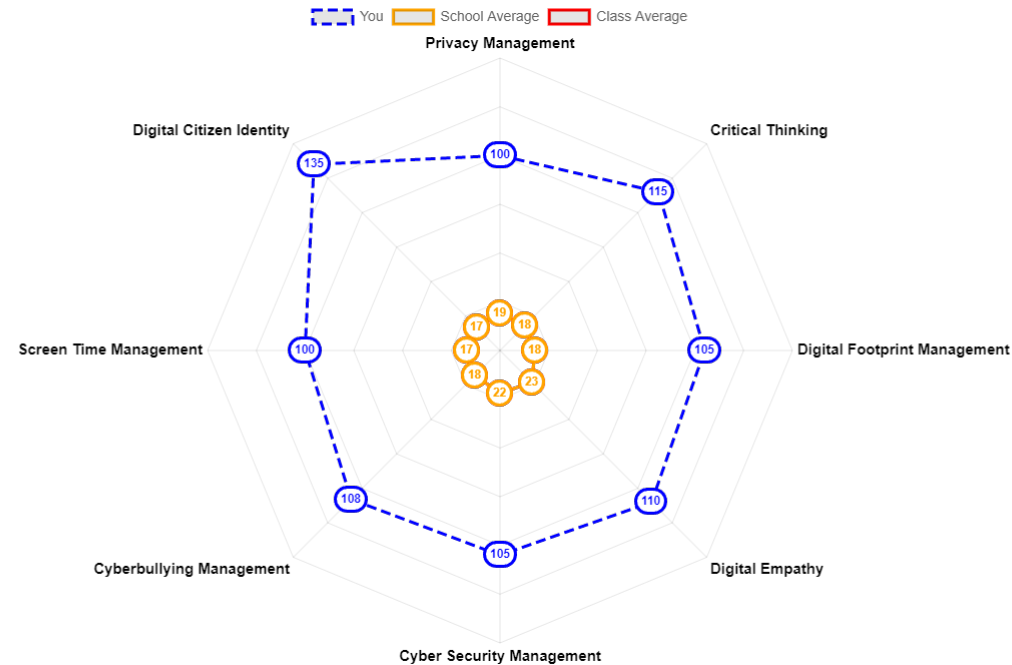 You School Average Class Average
Privacy Management
Digital Citizen Identity Critical Thinking
135 100 115
19
17 18
Screen Time Management 100 17 18 105 Digital Footprint Management
18 23
22
108 110
105
Cyberbullying Management Digital Empathy
Cyber Security Management